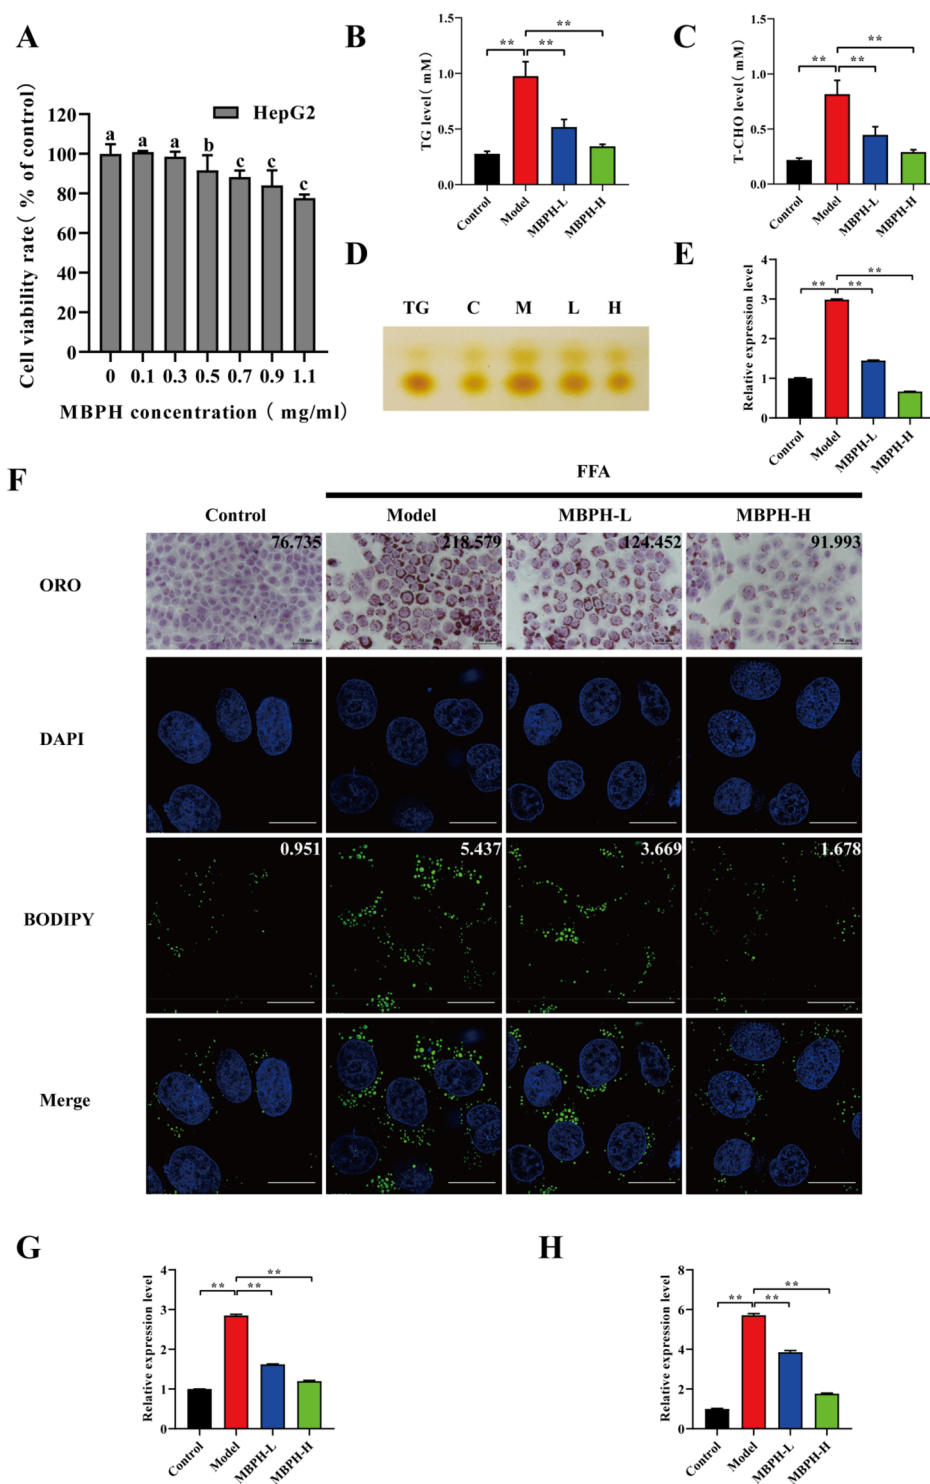 A
Cell viability rate( % of control)
120
100
80
60
40
20
0
a a a b c c c
HepG2
0 0.1 0.3 0.5 0.7 0.9 1.1
MBPH concentration ( mg/ml)
B
TG level( mM)
1.5
1.0
0.5
0.0
** ** **
Control Model MBPH-L MBPH-H
C
T-CHO level( mM)
1.5
1.0
0.5
0.0
** ** **
Control Model MBPH-L MBPH-H
D
TG C M L H
E
Relative expression level
4
3
2
1
0
** ** **
Control Model MBPH-L MBPH-H
F
FFA
Control Model MBPH-L MBPH-H
ORO
76.735 218.579 124.452 91.993
DAPI
BODIPY
0.951 5.437 3.669 1.678
Merge
G
Relative expression level
4
3
2
1
0
** ** **
Control Model MBPH-L MBPH-H
H
Relative expression level
8
6
4
2
0
** ** **
Control Model MBPH-L MBPH-H